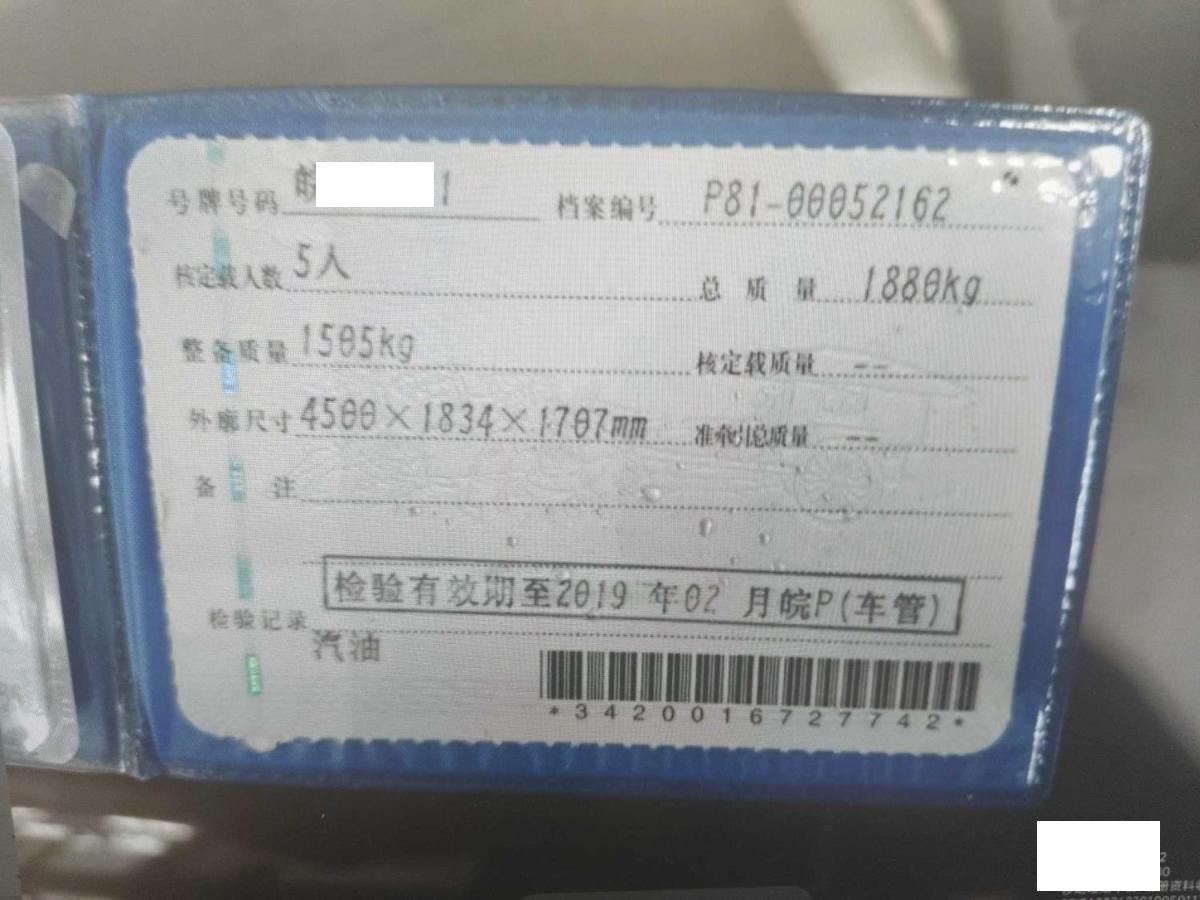 号牌号码 皖 1 档案编号 P81-00052162
核定载人数 5人 总质量 1880kg
整备质量 1505kg 核定载质量 --
外廓尺寸 4500×1834×1707mm 准牵引总质量 --
备注
检验有效期至2019年02月皖P(车管)
检验记录
汽油
*3420016727742*